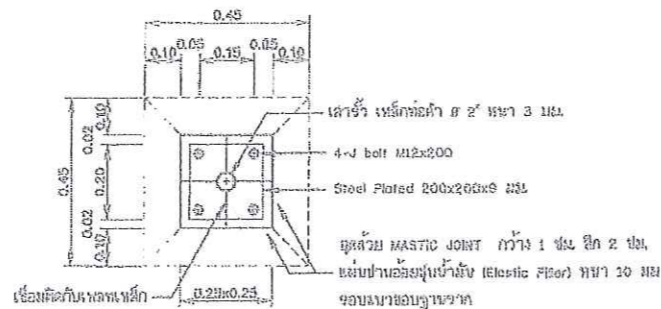 0.45
0.05 0.05
0.10 0.15 0.10
0.45
0.10
0.02
0.20
0.02
0.10
เสารั้ว เหล็กท่อดำ Ø 2" หนา 3 มม.
4-J bolt M12x200
Steel Plated 200x200x9 มม.
อุดด้วย MASTIC JOINT กว้าง 1 ซม. ลึก 2 ซม.
แผ่นชานอ้อยชุบน้ำมัน (Elastic Filler) หนา 10 มม.
ขอบแนวขอบฐานราก
เชื่อมติดกับเพลทเหล็ก
0.25x0.25